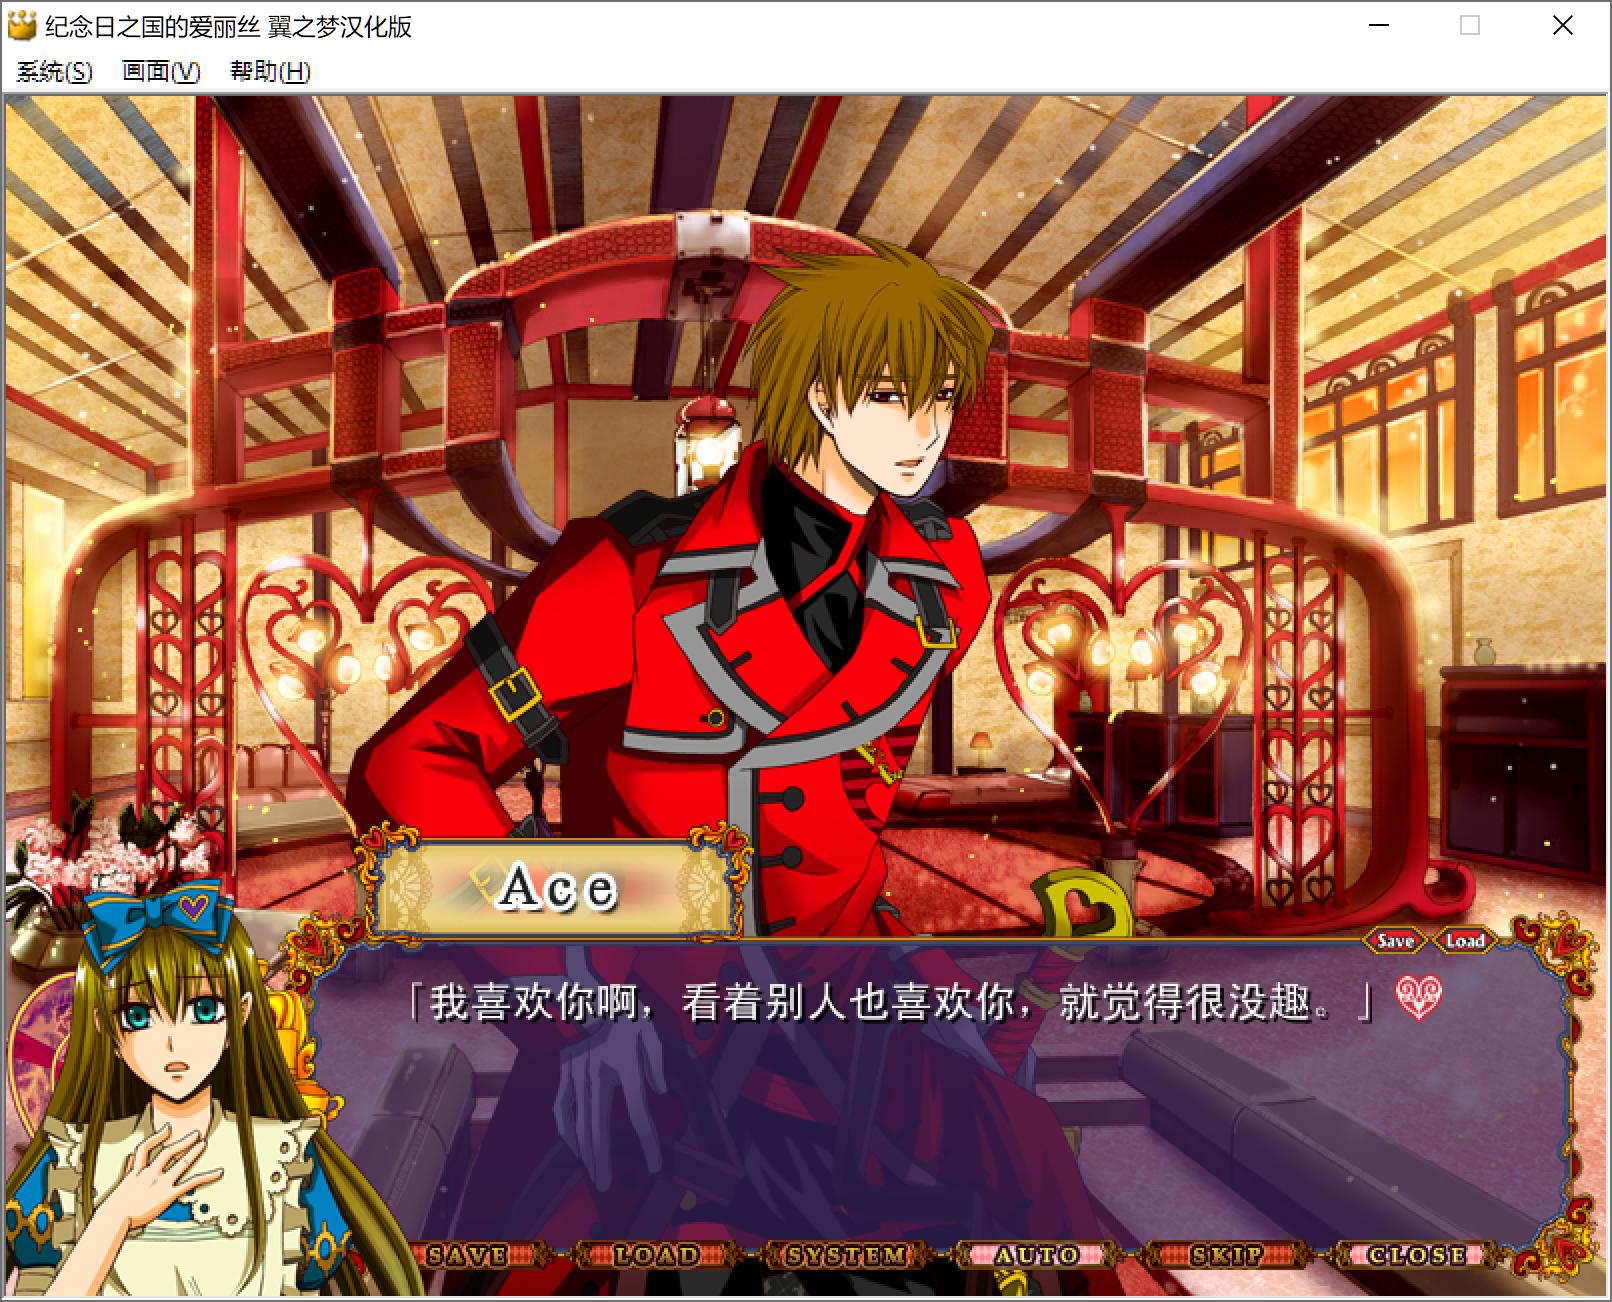 纪念日之国的爱丽丝 翼之梦汉化版
系统(S) 画面(V) 帮助(H)
Ace
Save Load
「我喜欢你啊，看着别人也喜欢你，就觉得很没趣。」
SAVE LOAD SYSTEM AUTO SKIP CLOSE